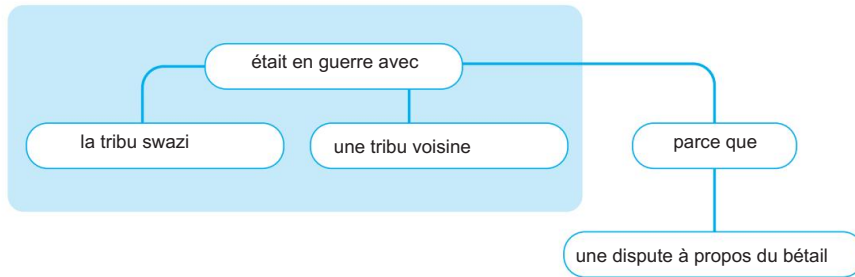 était en guerre avec
la tribu swazi
une tribu voisine
parce que
une dispute à propos du bétail